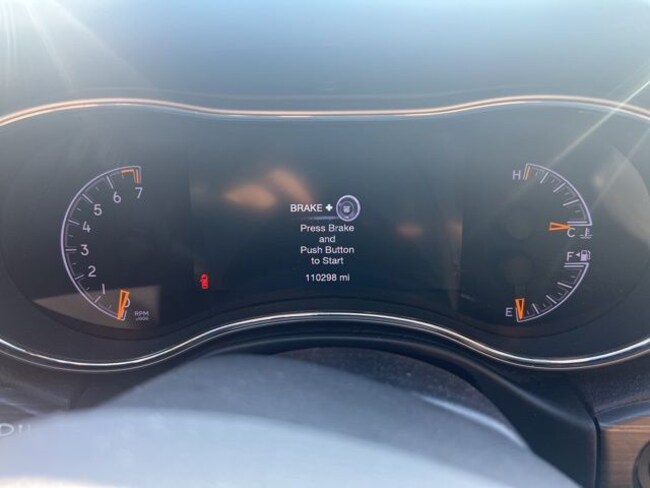 BRAKE +
Press Brake
and
Push Button
to Start
110298 mi
7
6
5
4
3
2
1
0
RPM
x1000
H
C
F
E